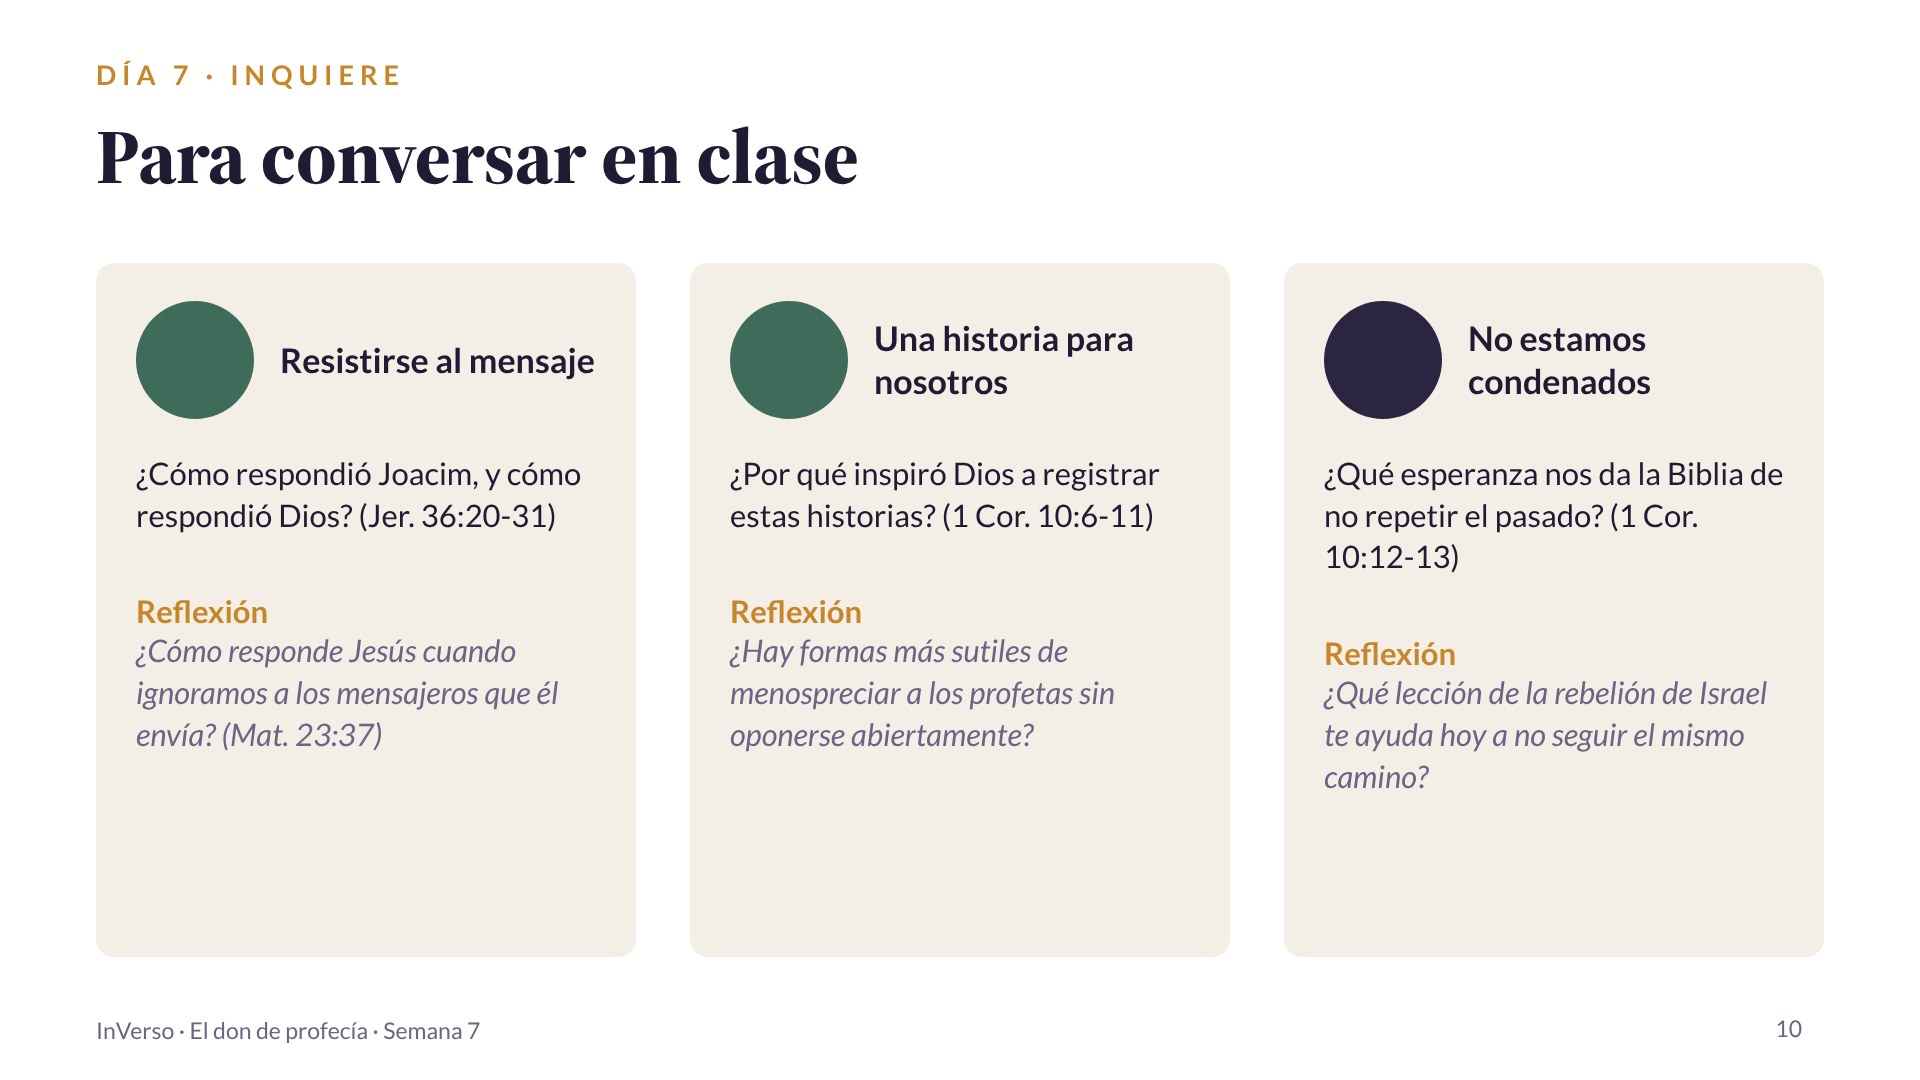 DÍA 7 · INQUIERE
Para conversar en clase
Resistirse al mensaje
¿Cómo respondió Joacim, y cómo
respondió Dios? (Jer. 36:20-31)
Reflexión
¿Cómo responde Jesús cuando
ignoramos a los mensajeros que él
envía? (Mat. 23:37)
Una historia para
nosotros
¿Por qué inspiró Dios a registrar
estas historias? (1 Cor. 10:6-11)
Reflexión
¿Hay formas más sutiles de
menospreciar a los profetas sin
oponerse abiertamente?
No estamos
condenados
¿Qué esperanza nos da la Biblia de
no repetir el pasado? (1 Cor.
10:12-13)
Reflexión
¿Qué lección de la rebelión de Israel
te ayuda hoy a no seguir el mismo
camino?
InVerso · El don de profecía · Semana 7
10